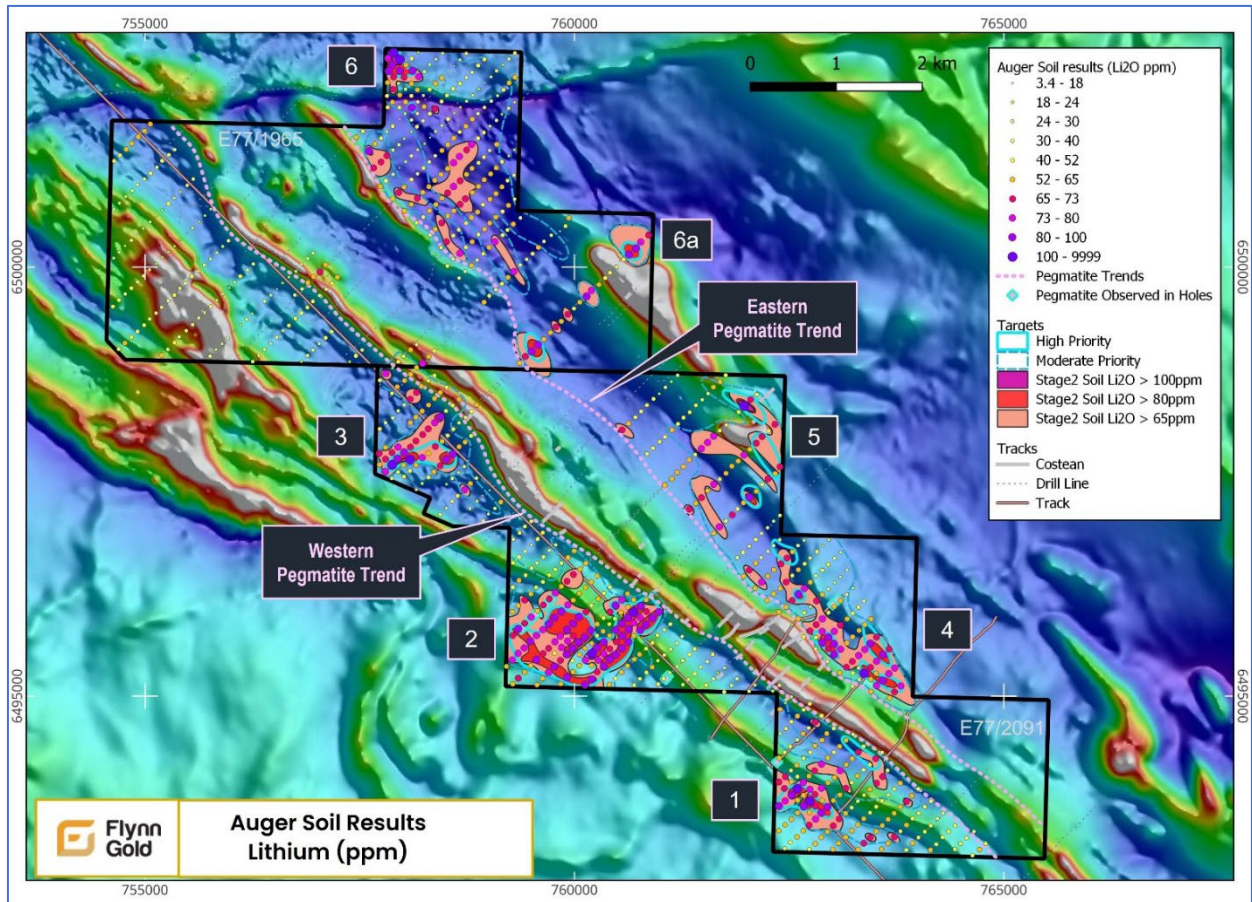 755000
760000
765000
6
0
1
2 km
E77/1965
Auger Soil results (Li2O ppm)
3.4 - 18
18 - 24
24 - 30
30 - 40
40 - 52
52 - 65
65 - 73
73 - 80
80 - 100
100 - 9999
Pegmatite Trends
Pegmatite Observed in Holes
Targets
High Priority
Moderate Priority
Stage2 Soil Li2O > 100ppm
Stage2 Soil Li2O > 80ppm
Stage2 Soil Li2O > 65ppm
Tracks
Costean
Drill Line
Track
6500000
6500000
6a
Eastern
Pegmatite Trend
3
5
Western
Pegmatite Trend
2
4
6495000
6495000
E77/2091
1
Flynn
Gold
Auger Soil Results
Lithium (ppm)
755000
760000
765000